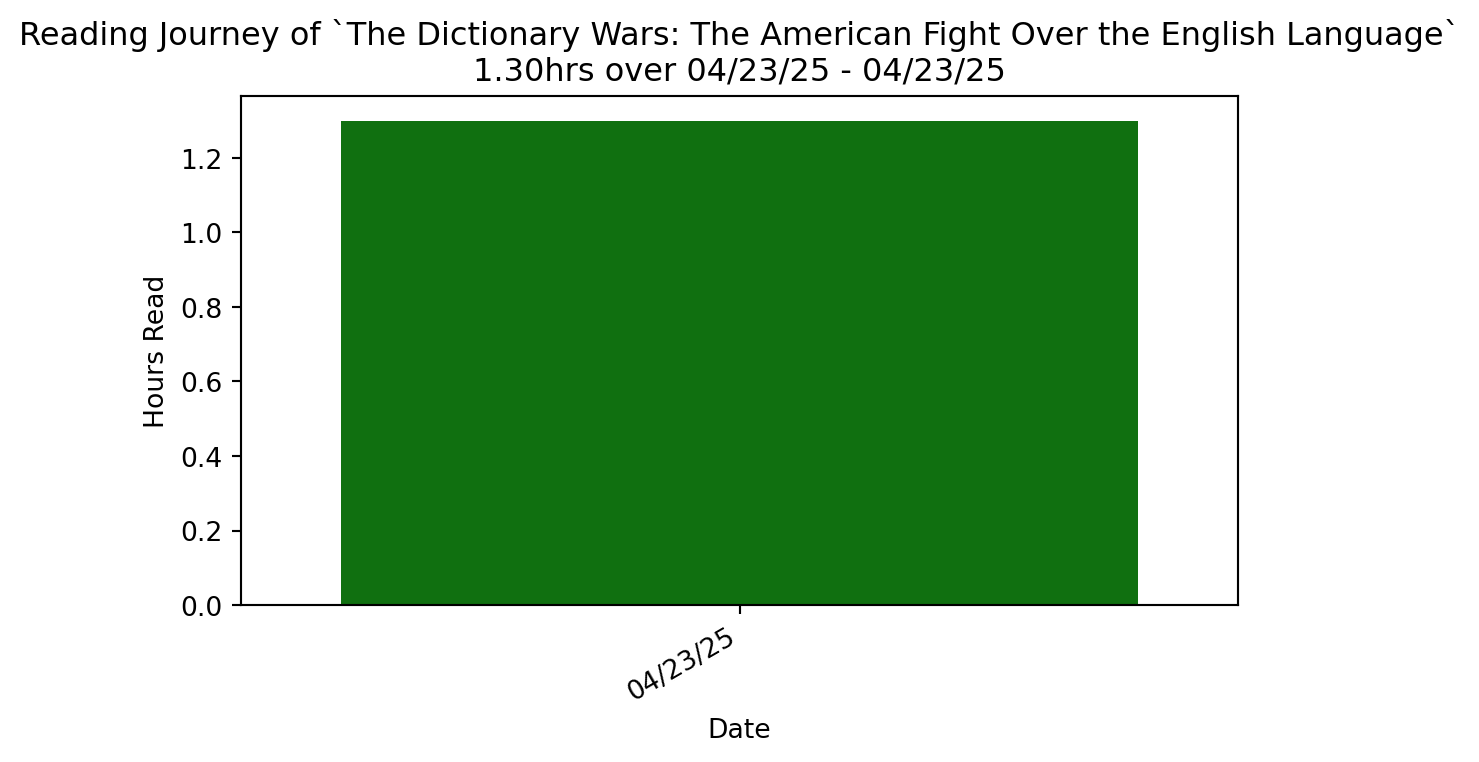 Reading Journey of `The Dictionary Wars: The American Fight Over the English Language`
1.30hrs over 04/23/25 - 04/23/25
1.2
1.0
0.8
0.6
0.4
0.2
0.0
Hours Read
04/23/25
Date